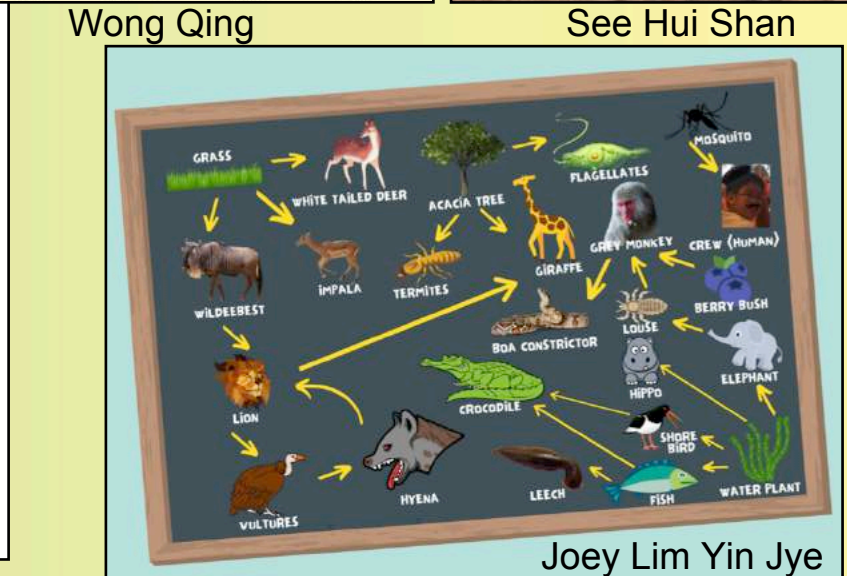 Wong Qing
See Hui Shan
GRASS
WHITE TAILED DEER
ACACIA TREE
FLAGELLATES
MOSQUITO
WILDEEBEST
IMPALA
TERMITES
GIRAFFE
GREY MONKEY
CREW (HUMAN)
BOA CONSTRICTOR
LOUSE
BERRY BUSH
LION
CROCODILE
HIPPO
ELEPHANT
VULTURES
HYENA
LEECH
SHORE
BIRD
FISH
WATER PLANT
Joey Lim Yin Jye